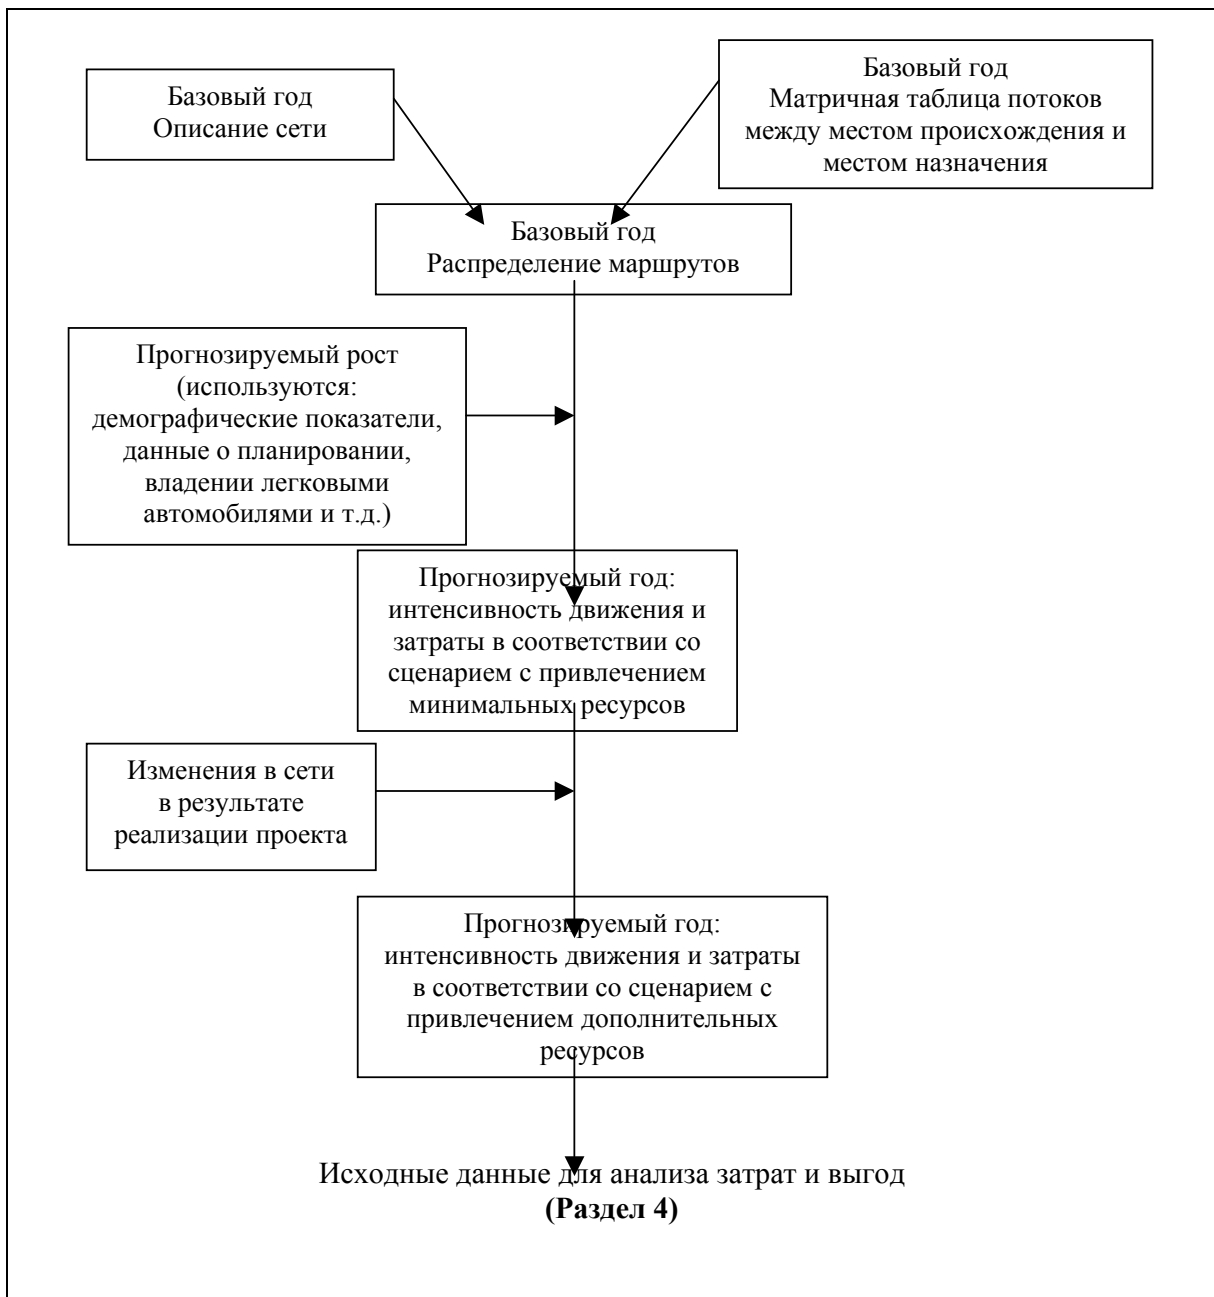 Базовый год
Описание сети
Базовый год
Матричная таблица потоков
между местом происхождения и
местом назначения
Базовый год
Распределение маршрутов
Прогнозируемый рост
(используются:
демографические показатели,
данные о планировании,
владении легковыми
автомобилями и т.д.)
Прогнозируемый год:
интенсивность движения и
затраты в соответствии со
сценарием с привлечением
минимальных ресурсов
Изменения в сети
в результате
реализации проекта
Прогнозируемый год:
интенсивность движения и затраты
в соответствии со сценарием с
привлечением дополнительных
ресурсов
Исходные данные для анализа затрат и выгод
(Раздел 4)